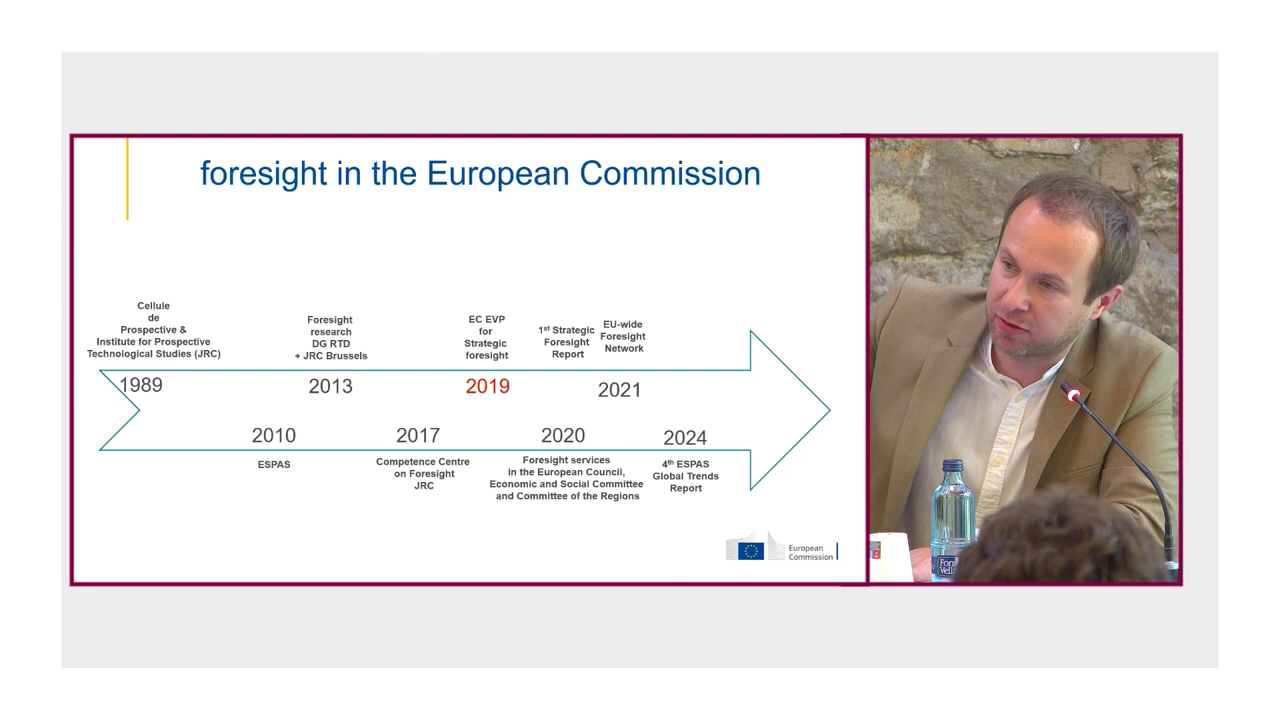 foresight in the European Commission
Cellule
de
Prospective &
Institute for Prospective
Technological Studies (JRC)
Foresight
research
DG RTD
+ JRC Brussels
EC EVP
for
Strategic
foresight
1st Strategic
Foresight
Report
EU-wide
Foresight
Network
1989
2013
2019
2021
2010
2017
2020
2024
ESPAS
Competence Centre
on Foresight
JRC
Foresight services
in the European Council,
Economic and Social Committee
and Committee of the Regions
4th ESPAS
Global Trends
Report
European
Commission
Font
Vell